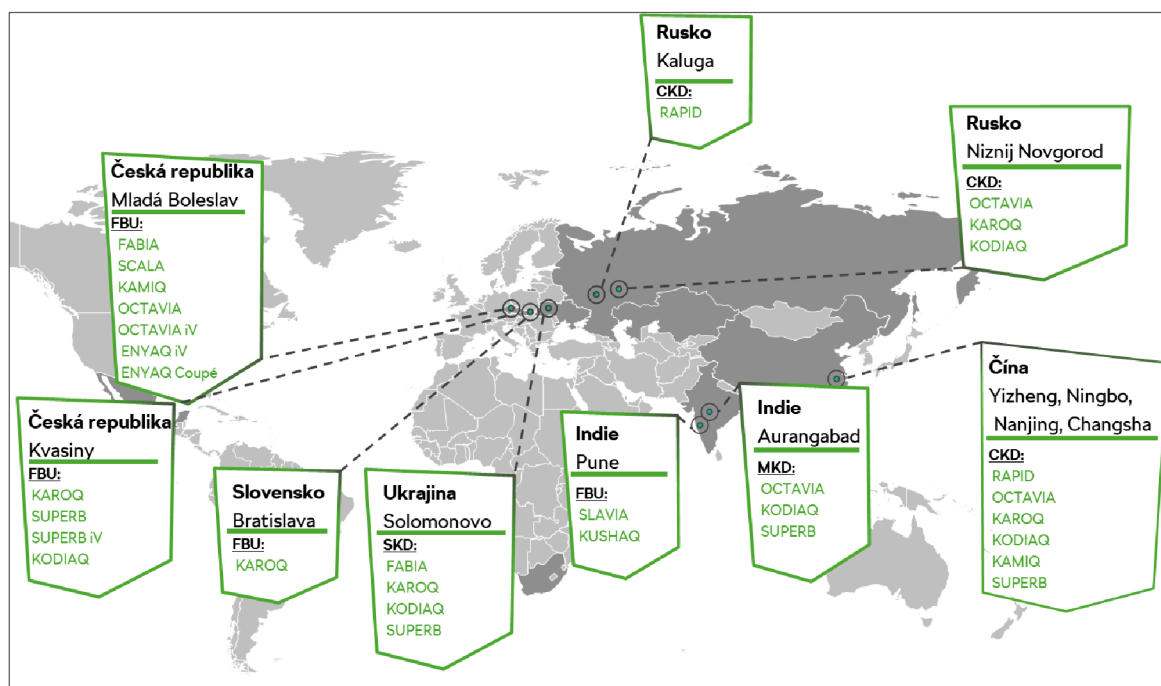 Rusko
Kaluga
CKD:
RAPID
Rusko
Niznij Novgorod
CKD:
OCTAVIA
KAROQ
KODIAQ
Česká republika
Mladá Boleslav
FBU:
FABIA
SCALA
KAMIQ
OCTAVIA
OCTAVIA iV
ENYAQ iV
ENYAQ Coupé
Česká republika
Kvasiny
FBU:
KAROQ
SUPERB
SUPERB iV
KODIAQ
Slovensko
Bratislava
FBU:
KAROQ
Ukrajina
Solomonovo
SKD:
FABIA
KAROQ
KODIAQ
SUPERB
Indie
Pune
FBU:
SLAVIA
KUSHAQ
Indie
Aurangabad
MKD:
OCTAVIA
KODIAQ
SUPERB
Čína
Yizheng, Ningbo,
Nanjing, Changsha
CKD:
RAPID
OCTAVIA
KAROQ
KODIAQ
KAMIQ
SUPERB